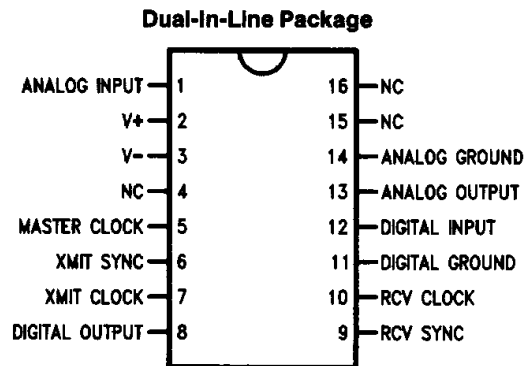 Dual-In-Line Package
ANALOG INPUT 1 16 NC
V+ 2 15 NC
V- 3 14 ANALOG GROUND
NC 4 13 ANALOG OUTPUT
MASTER CLOCK 5 12 DIGITAL INPUT
XMIT SYNC 6 11 DIGITAL GROUND
XMIT CLOCK 7 10 RCV CLOCK
DIGITAL OUTPUT 8 9 RCV SYNC